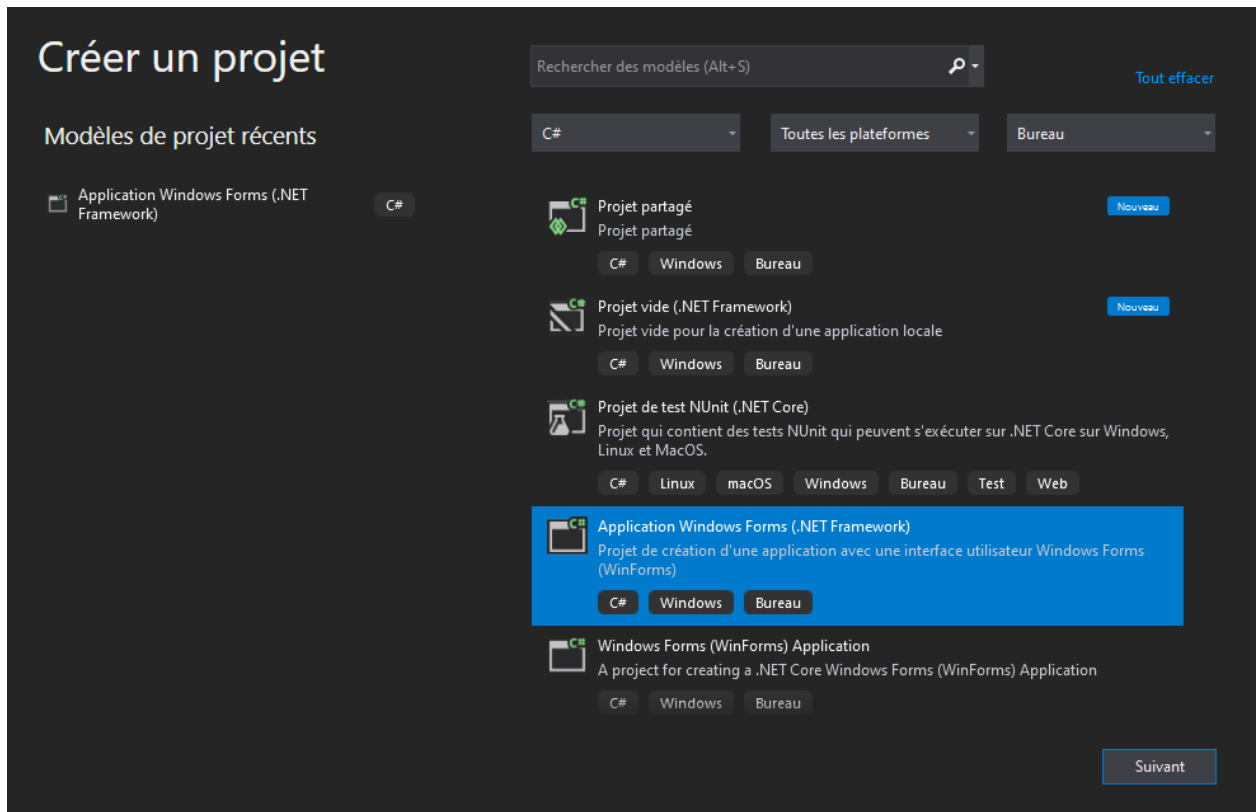 Créer un projet
Rechercher des modèles (Alt+S)
Tout effacer
Modèles de projet récents
C#
Toutes les plateformes
Bureau
Application Windows Forms (.NET
Framework)
C#
Projet partagé
Nouveau
Projet partagé
C# Windows Bureau
Projet vide (.NET Framework)
Nouveau
Projet vide pour la création d'une application locale
C# Windows Bureau
Projet de test NUnit (.NET Core)
Projet qui contient des tests NUnit qui peuvent s'exécuter sur .NET Core sur Windows,
Linux et MacOS.
C# Linux macOS Windows Bureau Test Web
Application Windows Forms (.NET Framework)
Projet de création d'une application avec une interface utilisateur Windows Forms
(WinForms)
C# Windows Bureau
Windows Forms (WinForms) Application
A project for creating a .NET Core Windows Forms (WinForms) Application
C# Windows Bureau
Suivant